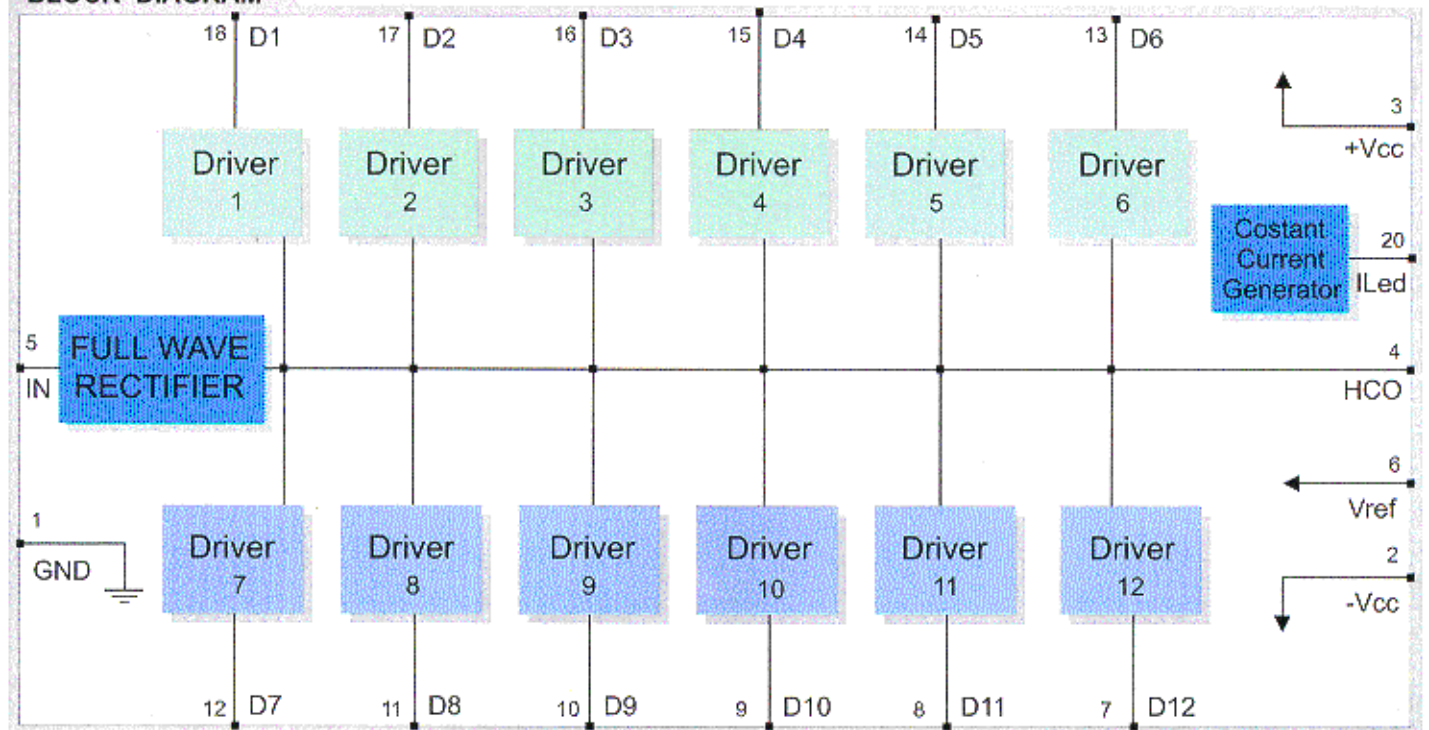 BLOCK DIAGRAM
18 D1
17 D2
16 D3
15 D4
14 D5
13 D6
3
+Vcc
Driver
1
Driver
2
Driver
3
Driver
4
Driver
5
Driver
6
Costant
Current
Generator
20
ILed
5
IN
FULL WAVE
RECTIFIER
4
HCO
6
Vref
1
GND
2
-Vcc
Driver
7
Driver
8
Driver
9
Driver
10
Driver
11
Driver
12
12 D7
11 D8
10 D9
9 D10
8 D11
7 D12